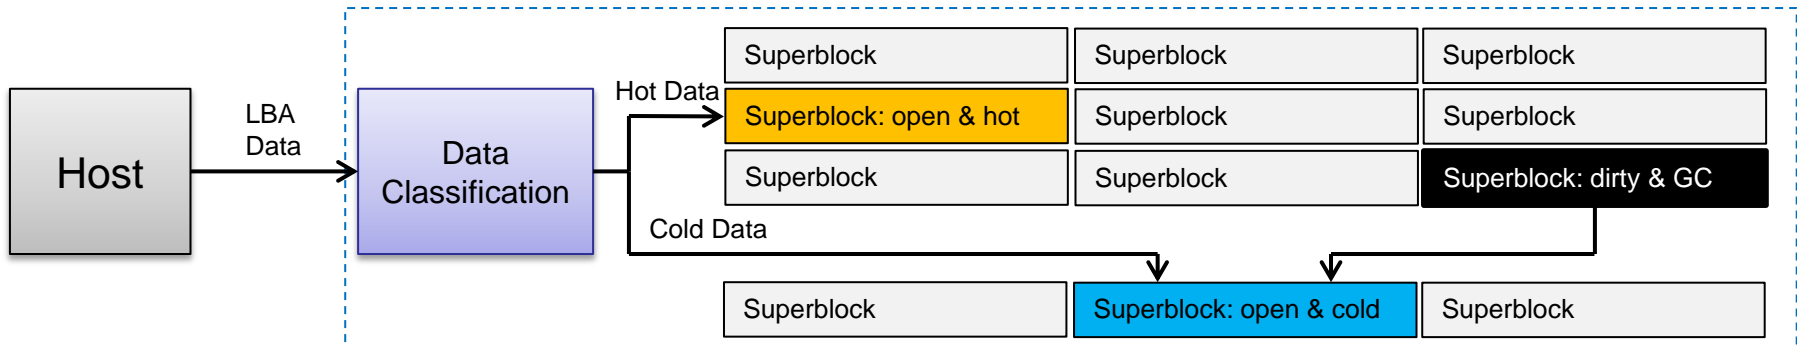 Host
LBA
Data
Data
Classification
Hot Data
Cold Data
Superblock
Superblock
Superblock
Superblock: open & hot
Superblock
Superblock
Superblock
Superblock
Superblock: dirty & GC
Superblock
Superblock: open & cold
Superblock